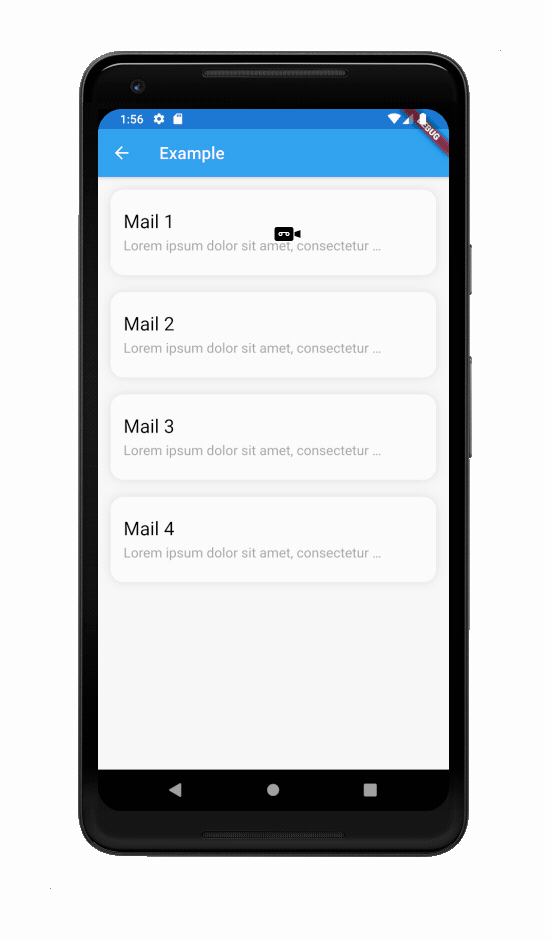 1:56
DEBUG
Example
Mail 1
Lorem ipsum dolor sit amet, consectetur ...
Mail 2
Lorem ipsum dolor sit amet, consectetur ...
Mail 3
Lorem ipsum dolor sit amet, consectetur ...
Mail 4
Lorem ipsum dolor sit amet, consectetur ...